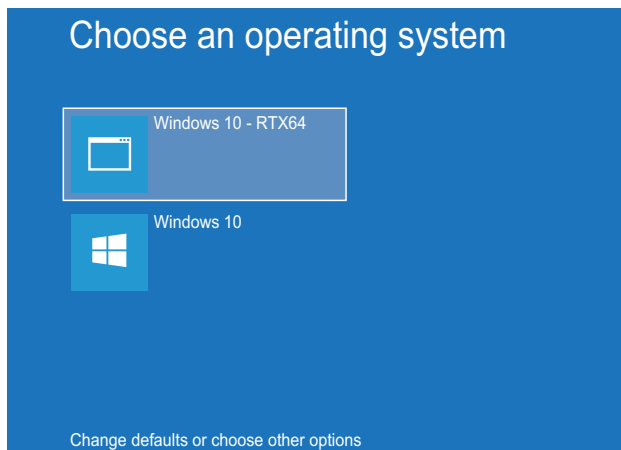 Choose an operating system
Windows 10 - RTX64
Windows 10
Change defaults or choose other options